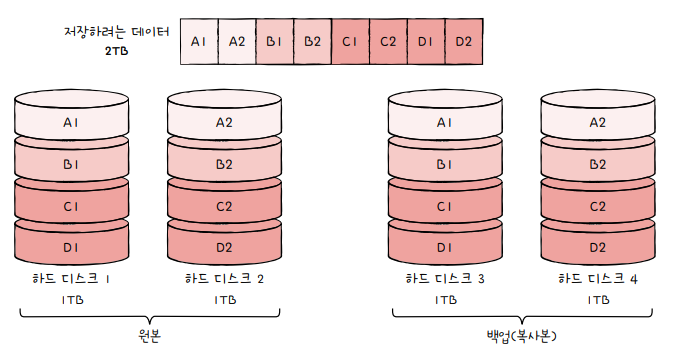 저장하려는 데이터
2TB
A1 A2 B1 B2 C1 C2 D1 D2
A1 A2 A1 A2
B1 B2 B1 B2
C1 C2 C1 C2
D1 D2 D1 D2
하드 디스크 1 하드 디스크 2 하드 디스크 3 하드 디스크 4
1TB 1TB 1TB 1TB
원본 백업(복사본)